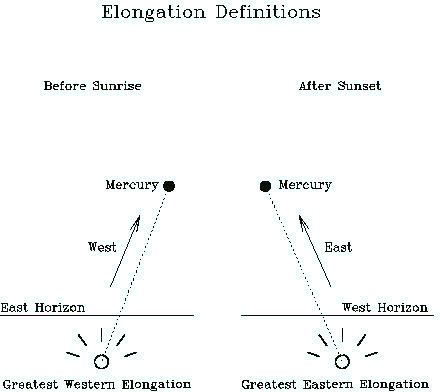 Elongation Definitions
Before Sunrise
After Sunset
Mercury
Mercury
West
East
East Horizon
West Horizon
Greatest Western Elongation
Greatest Eastern Elongation